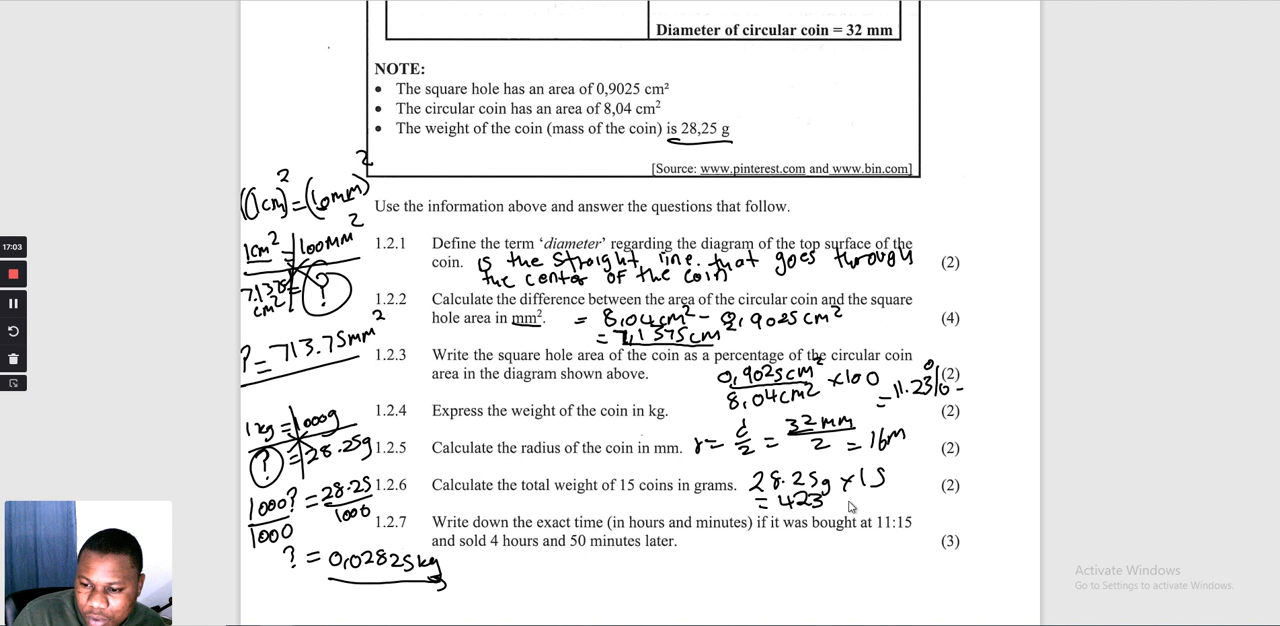 Diameter of circular coin = 32 mm
NOTE:
• The square hole has an area of 0,9025 cm²
• The circular coin has an area of 8,04 cm²
• The weight of the coin (mass of the coin) is 28,25 g
[Source: www.pinterest.com and www.bin.com]
(1cm)² = (10mm)²
1cm² = 100mm²
7.1375 cm² = ?
? = 713.75mm²
Use the information above and answer the questions that follow.
1.2.1 Define the term ‘diameter’ regarding the diagram of the top surface of the
coin. is the straight line that goes through (2)
the center of the coin
1.2.2 Calculate the difference between the area of the circular coin and the square
hole area in mm². = 8,04cm² - 0,9025cm² (4)
= 7,1375cm²
1.2.3 Write the square hole area of the coin as a percentage of the circular coin
area in the diagram shown above. (2)
0,9025cm²
8,04cm² ×100 = 11.23%
1.2.4 Express the weight of the coin in kg. (2)
1kg = 1000g
? = 28.25g
1000? = 28.25
1000 1000
? = 0,02825kg
1.2.5 Calculate the radius of the coin in mm. r = d/2 = 32mm/2 = 16m (2)
1.2.6 Calculate the total weight of 15 coins in grams. 28.25g × 15 (2)
= 423
1.2.7 Write down the exact time (in hours and minutes) if it was bought at 11:15
and sold 4 hours and 50 minutes later. (3)
17:03
Activate Windows
Go to Settings to activate Windows.